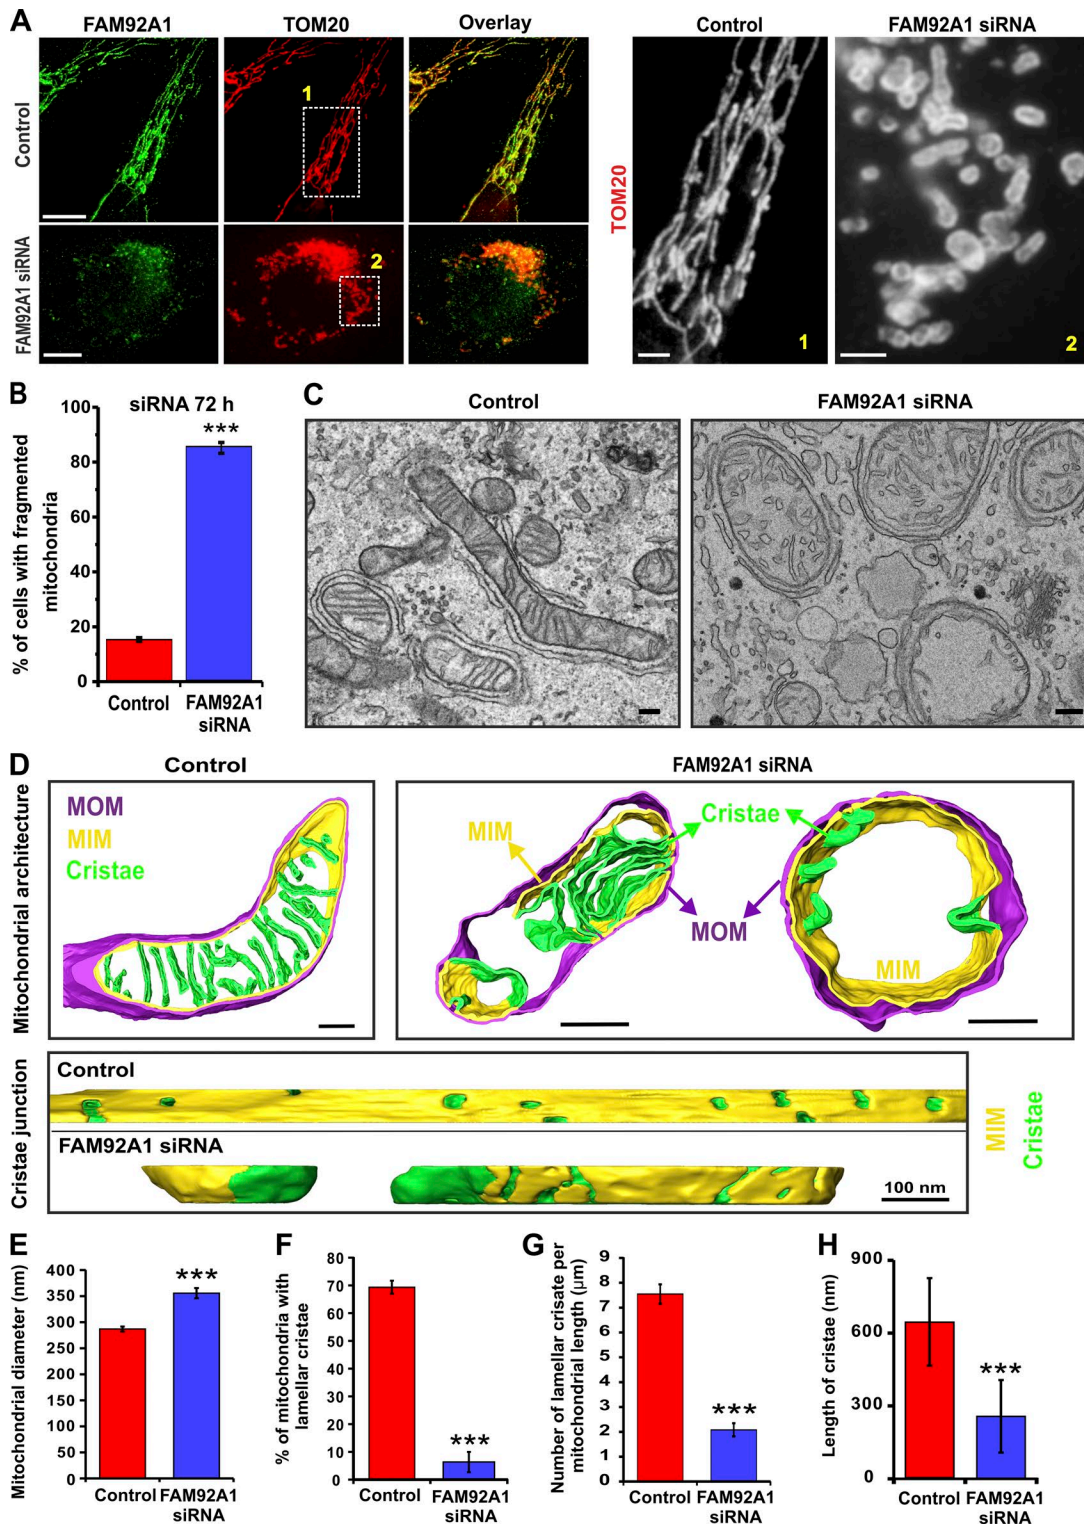 A
FAM92A1
TOM20
Overlay
Control
FAM92A1 siRNA
Control
1
FAM92A1 siRNA
2
TOM20
1
2
B
siRNA 72 h
% of cells with fragmented
mitochondria
100
80
60
40
20
0
***
Control
FAM92A1
siRNA
C
Control
FAM92A1 siRNA
D
Control
FAM92A1 siRNA
Mitochondrial architecture
MOM
MIM
Cristae
MIM
Cristae
MOM
MIM
Cristae junction
Control
FAM92A1 siRNA
100 nm
MIM
Cristae
E
Mitochondrial diameter (nm)
400
350
300
250
200
150
100
50
0
***
Control
FAM92A1
siRNA
F
% of mitochondria with
lamellar cristae
80
70
60
50
40
30
20
10
0
***
Control
FAM92A1
siRNA
G
Number of lamellar crisate per
mitochondrial length (μm)
9
8
7
6
5
4
3
2
1
0
***
Control
FAM92A1
siRNA
H
Length of cristae (nm)
900
600
300
0
***
Control
FAM92A1
siRNA